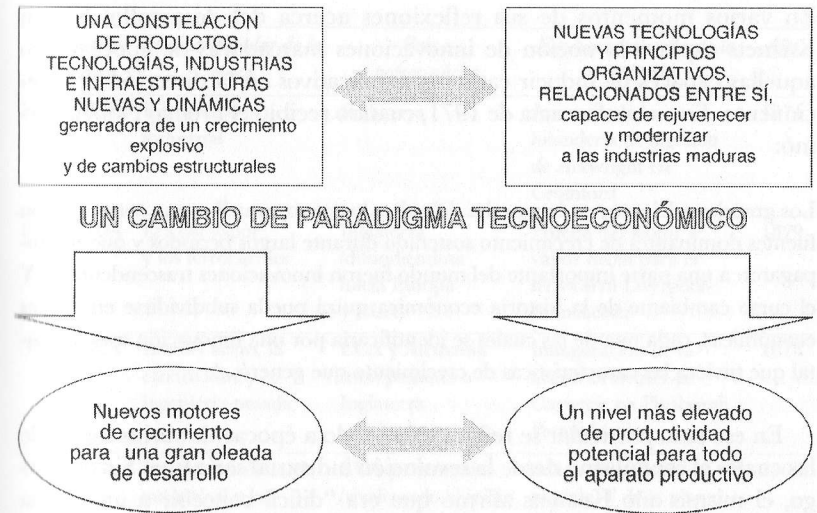 UNA CONSTELACIÓN
DE PRODUCTOS,
TECNOLOGÍAS, INDUSTRIAS
E INFRAESTRUCTURAS
NUEVAS Y DINÁMICAS
generadora de un crecimiento
explosivo
y de cambios estructurales
NUEVAS TECNOLOGÍAS
Y PRINCIPIOS
ORGANIZATIVOS,
RELACIONADOS ENTRE SÍ,
capaces de rejuvenecer
y modernizar
a las industrias maduras
UN CAMBIO DE PARADIGMA TECNOECONÓMICO
Nuevos motores
de crecimiento
para una gran oleada
de desarrollo
Un nivel más elevado
de productividad
potencial para todo
el aparato productivo